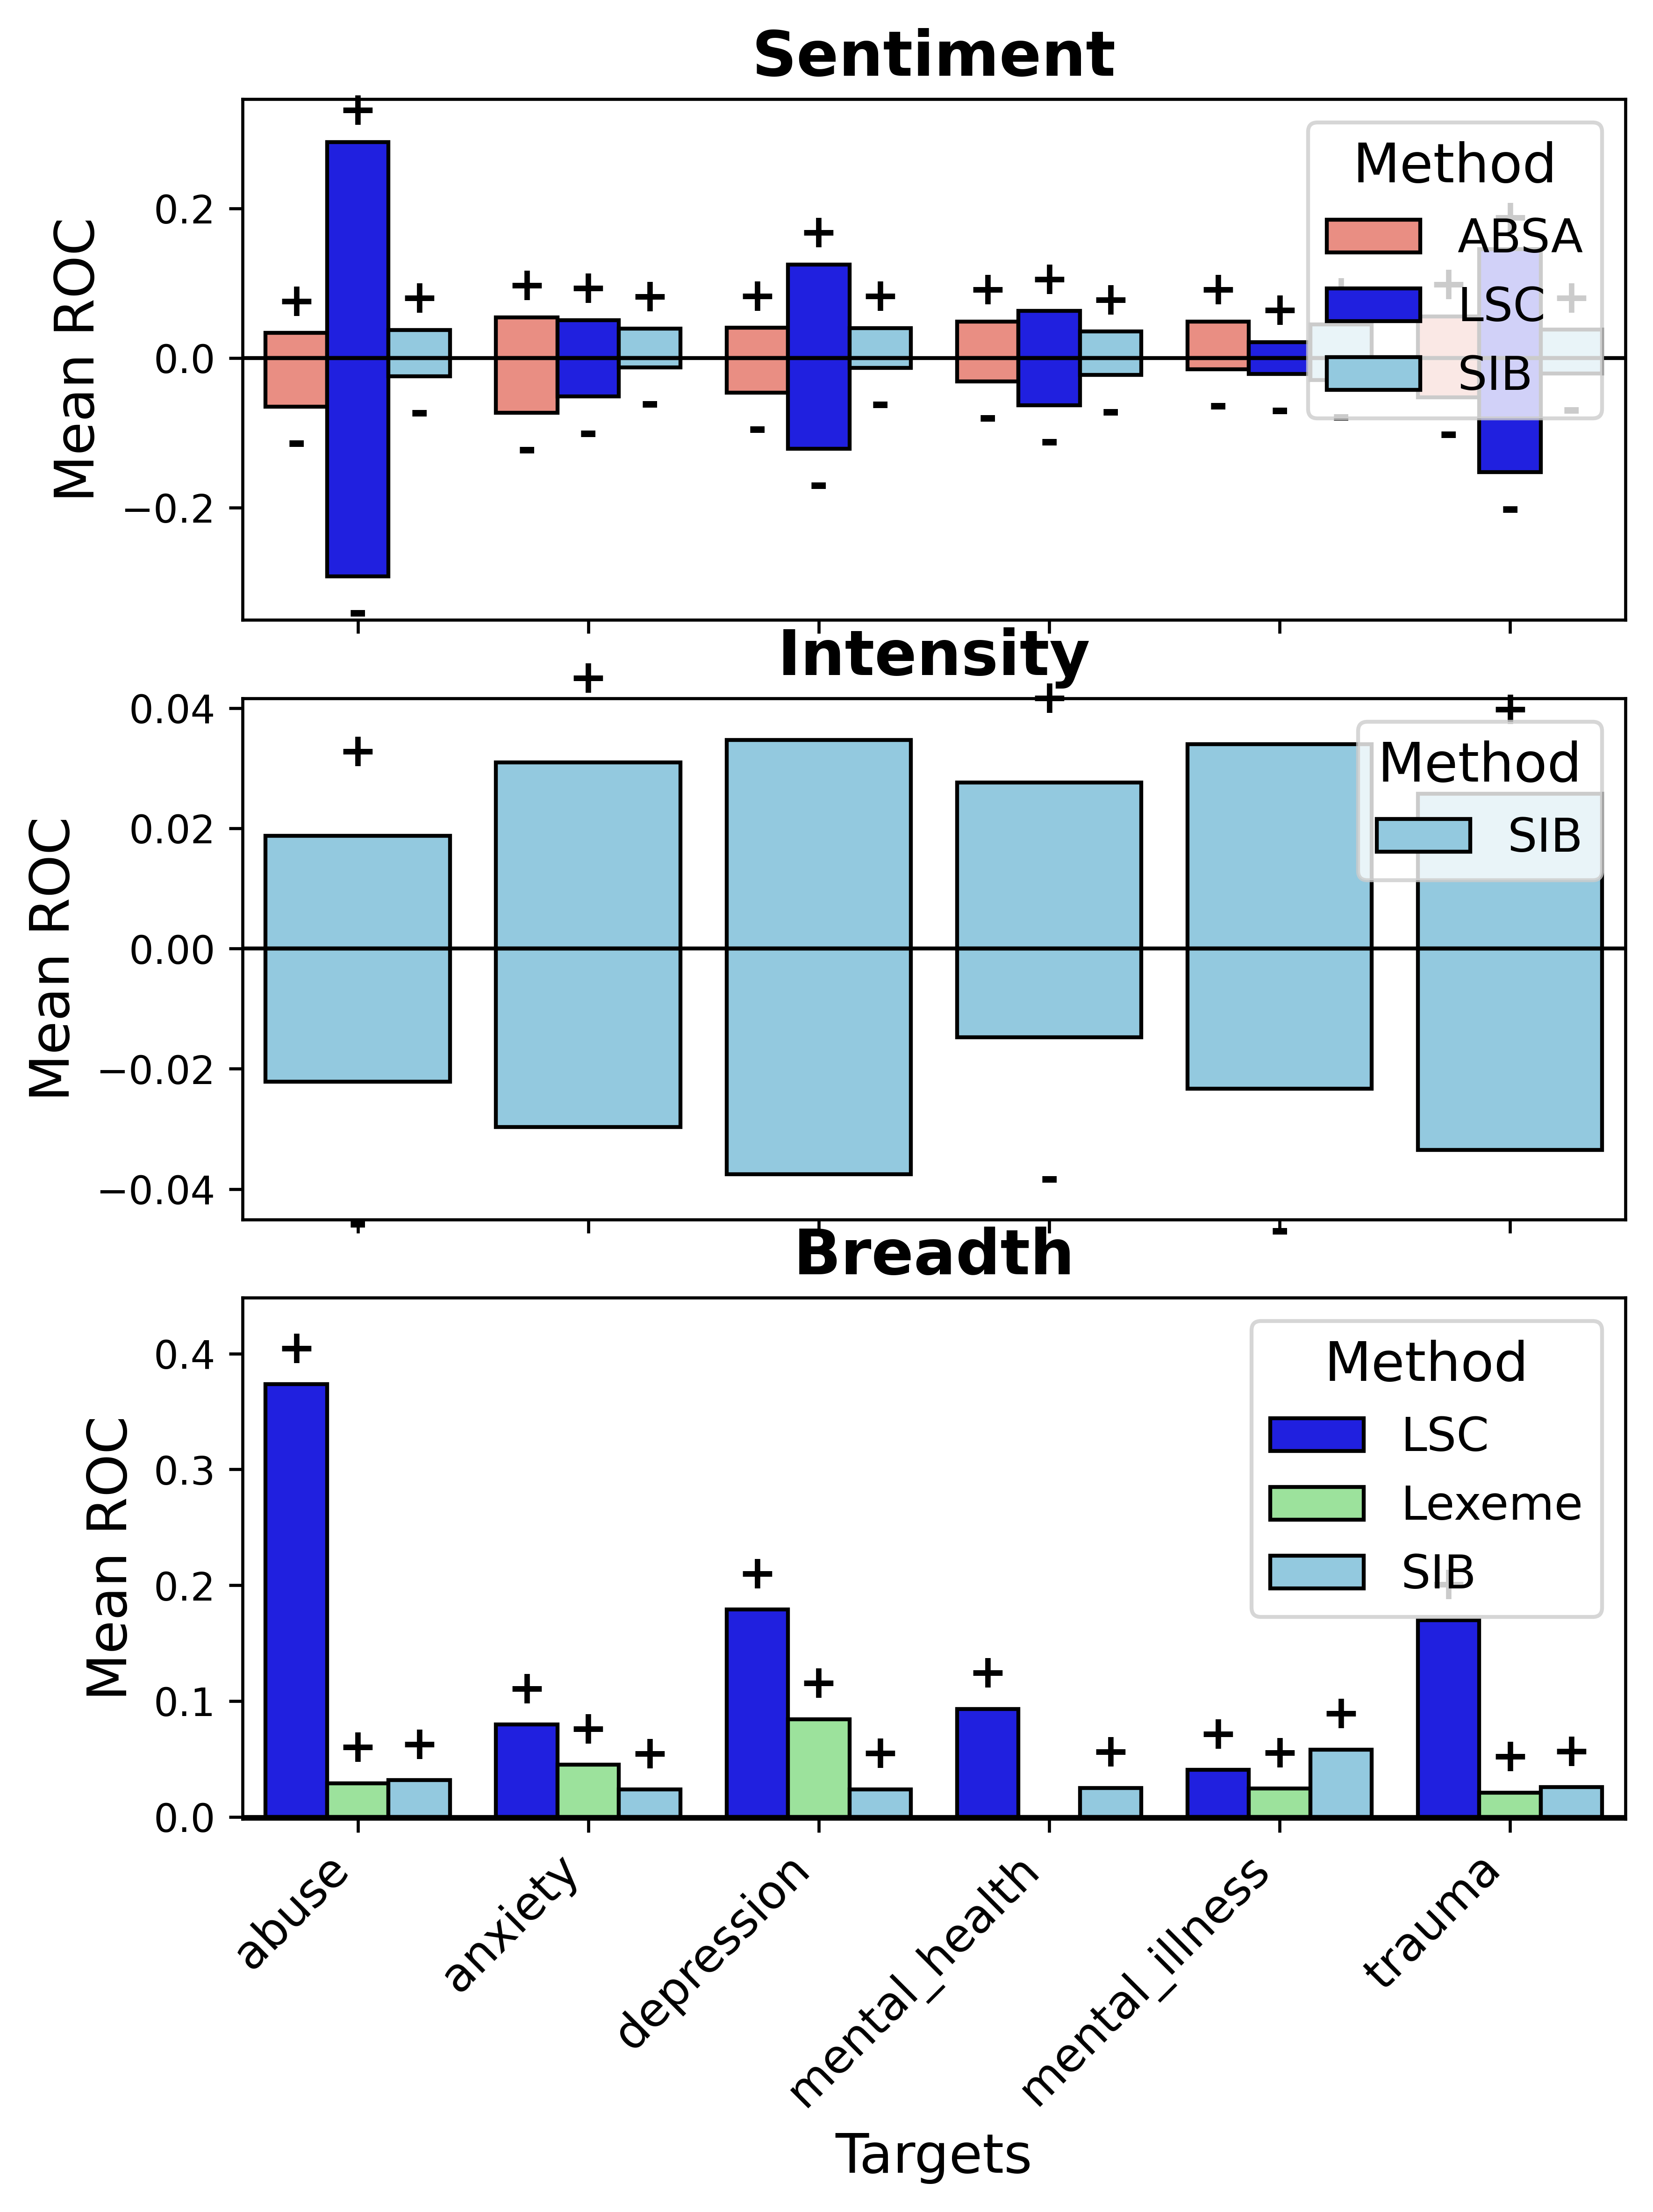 Sentiment
Mean ROC
0.2
0.0
−0.2
+ + + + + + + + + + + + + + + + + +
- - - - - - - - - - - - - - - - - -
Method
ABSA
LSC
SIB
Intensity
Mean ROC
0.04
0.02
0.00
−0.02
−0.04
+ + + +
- - -
Method
SIB
Breadth
Mean ROC
0.4
0.3
0.2
0.1
0.0
+ + + + + + + + + + + + + + + + +
Method
LSC
Lexeme
SIB
abuse
anxiety
depression
mental_health
mental_illness
trauma
Targets